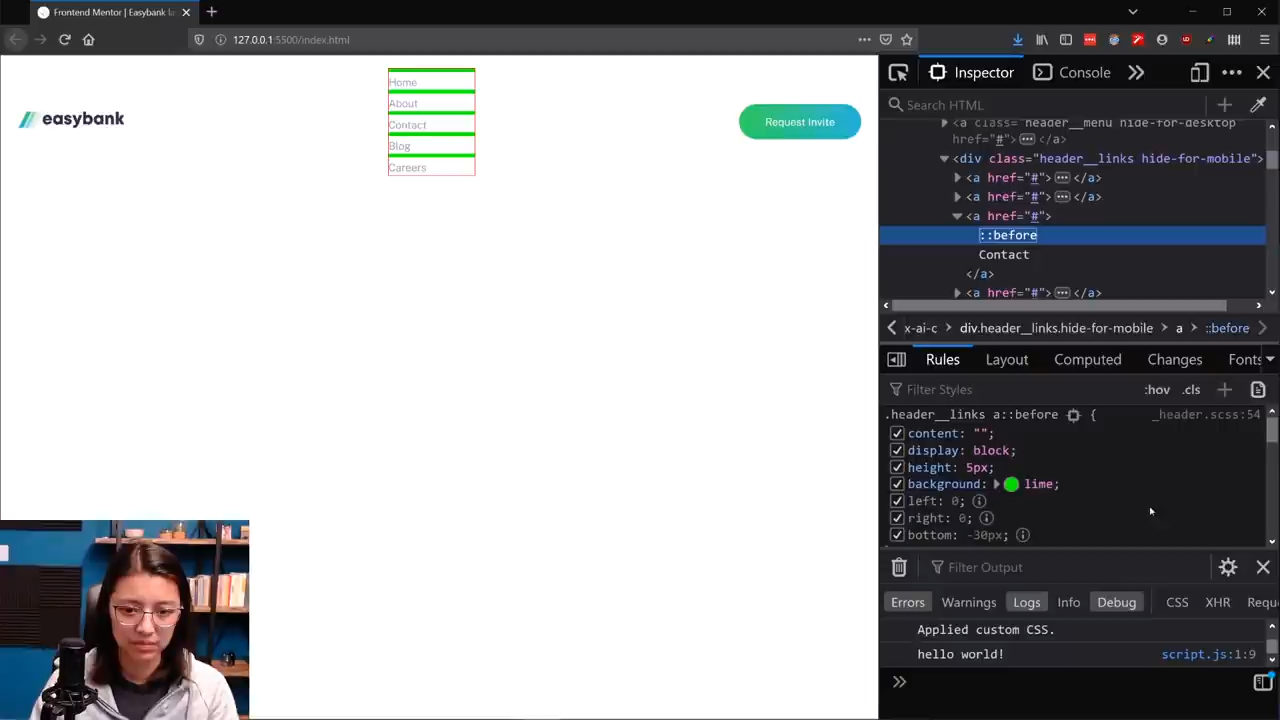 Frontend Mentor | Easybank la
127.0.0.1:5500/index.html
easybank
Home
About
Contact
Blog
Careers
Request Invite
Inspector
Console
Search HTML
<a class="header__menu hide-for-desktop"
href="#"> </a>
<div class="header__links hide-for-mobile">
<a href="#"> </a>
<a href="#"> </a>
<a href="#">
::before
Contact
</a>
<a href="#"> </a>
x-ai-c > div.header__links.hide-for-mobile > a > ::before
Rules
Layout
Computed
Changes
Fonts
Filter Styles
:hov
.cls
.header__links a::before { _header.scss:54
content: "";
display: block;
height: 5px;
background: lime;
left: 0;
right: 0;
bottom: -30px;
Filter Output
Errors
Warnings
Logs
Info
Debug
CSS
XHR
Requ
Applied custom CSS.
hello world! script.js:1:9